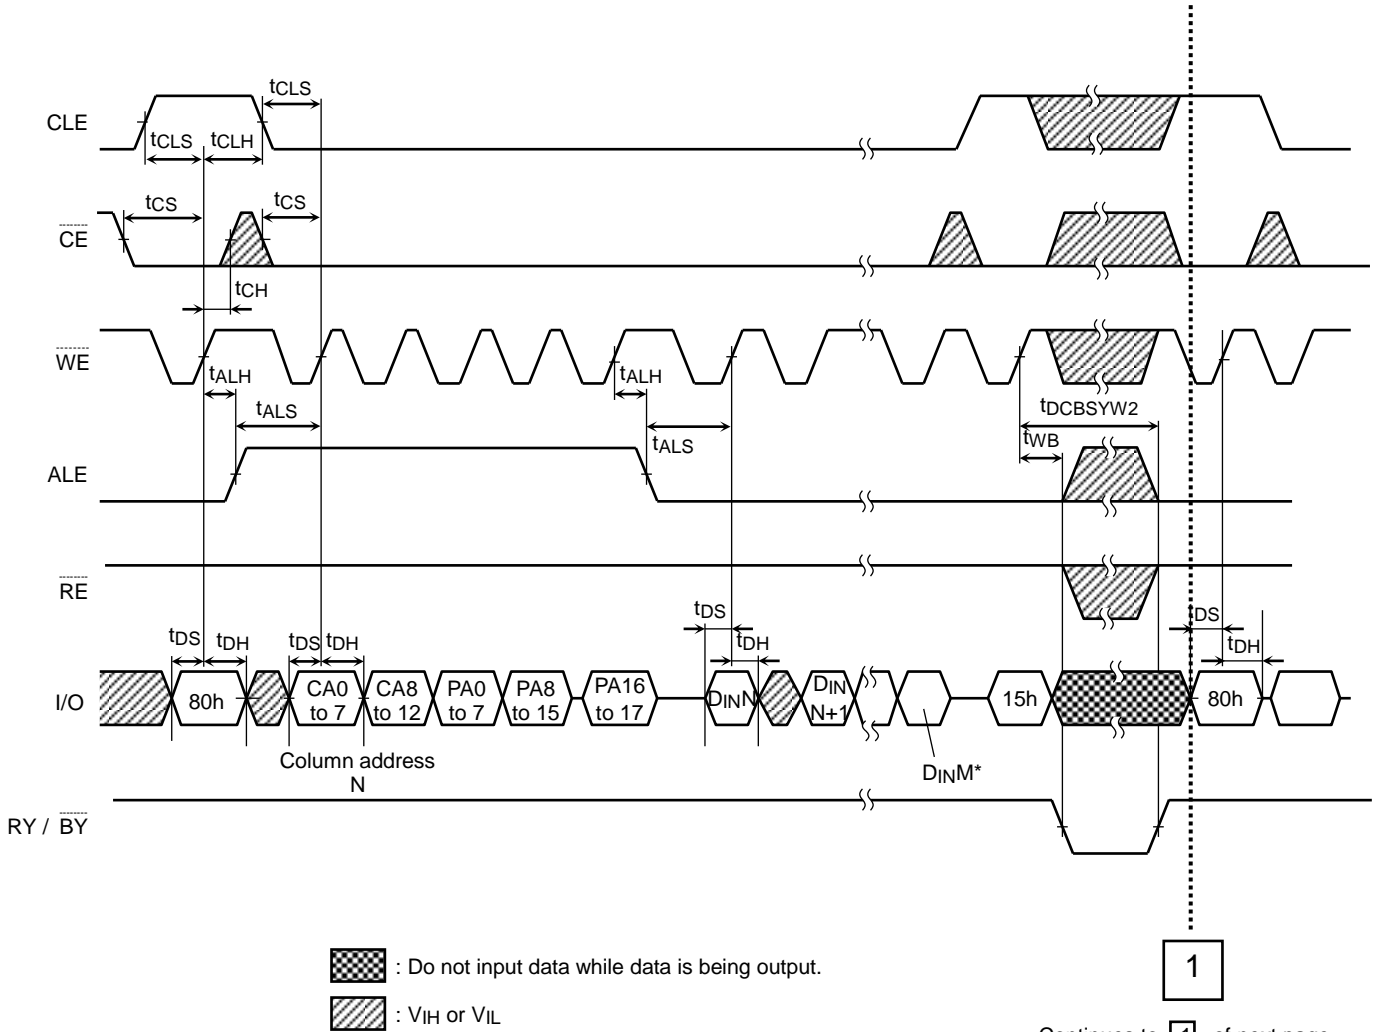 tCLS
CLE
tCLS tCLH
tCS tCS
CE
tCH
WE
tALH tALH
tALS tDCBSYW2
tALS tWB
ALE
RE
tDS tDS
tDS tDH tDS tDH tDH tDH
I/O 80h CA0 to 7 CA8 to 12 PA0 to 7 PA8 to 15 PA16 to 17 DINN DIN N+1 15h 80h
Column address
N
DINM*
RY / BY
: Do not input data while data is being output.
1
: VIH or VIL
Continues to 1 of next page